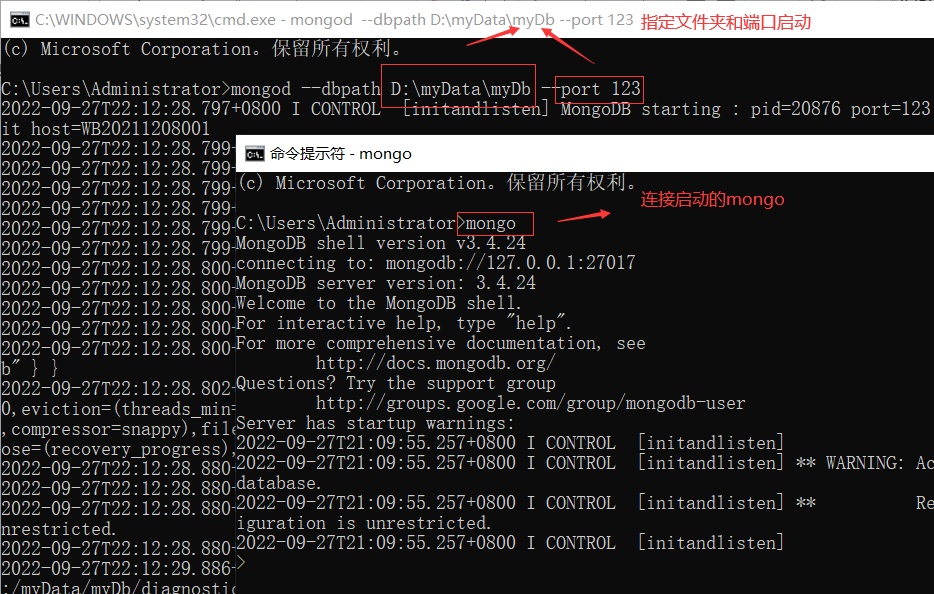 C:\WINDOWS\system32\cmd.exe - mongod --dbpath D:\myData\myDb --port 123 指定文件夹和端口启动
(c) Microsoft Corporation。保留所有权利。
C:\Users\Administrator>mongod --dbpath D:\myData\myDb --port 123
2022-09-27T22:12:28.797+0800 I CONTROL [initandlisten] MongoDB starting : pid=20876 port=123
it host=WB20211208001
2022-09-27T22:12:28.799-
2022-09-27T22:12:28.799-
2022-09-27T22:12:28.799-
2022-09-27T22:12:28.799-
2022-09-27T22:12:28.799-
2022-09-27T22:12:28.799-
2022-09-27T22:12:28.800-
2022-09-27T22:12:28.800-
2022-09-27T22:12:28.800-
2022-09-27T22:12:28.800-
2022-09-27T22:12:28.800-
b" } }
2022-09-27T22:12:28.802-
0,eviction=(threads_min=
,compressor=snappy),file
ose=(recovery_progress),
2022-09-27T22:12:28.880-
2022-09-27T22:12:28.880-
2022-09-27T22:12:28.880-
nrestricted.
2022-09-27T22:12:28.880-
2022-09-27T22:12:29.886-
:/myData/myDb/diagnostic
命令提示符 - mongo
(c) Microsoft Corporation。保留所有权利。
连接启动的mongo
C:\Users\Administrator>mongo
MongoDB shell version v3.4.24
connecting to: mongodb://127.0.0.1:27017
MongoDB server version: 3.4.24
Welcome to the MongoDB shell.
For interactive help, type "help".
For more comprehensive documentation, see
http://docs.mongodb.org/
Questions? Try the support group
http://groups.google.com/group/mongodb-user
Server has startup warnings:
2022-09-27T21:09:55.257+0800 I CONTROL [initandlisten]
2022-09-27T21:09:55.257+0800 I CONTROL [initandlisten] ** WARNING: Ac
database.
2022-09-27T21:09:55.257+0800 I CONTROL [initandlisten] ** Re
iguration is unrestricted.
2022-09-27T21:09:55.257+0800 I CONTROL [initandlisten]
>